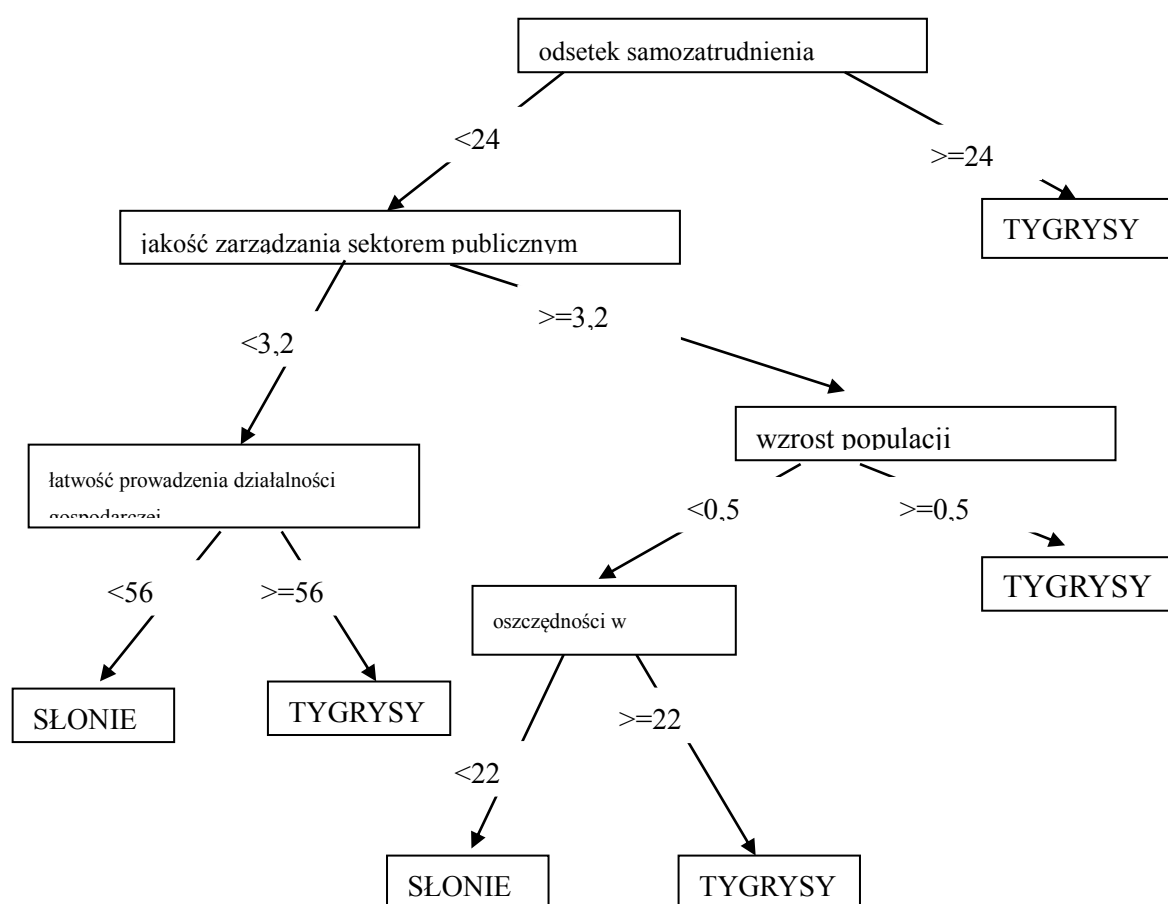 odsetek samozatrudnienia
<24
>=24
TYGRYSY
jakość zarządzania sektorem publicznym
<3,2
>=3,2
wzrost populacji
łatwość prowadzenia działalności
gospodarczej
<0,5
>=0,5
TYGRYSY
<56
>=56
oszczędności w
SŁONIE
TYGRYSY
<22
>=22
SŁONIE
TYGRYSY